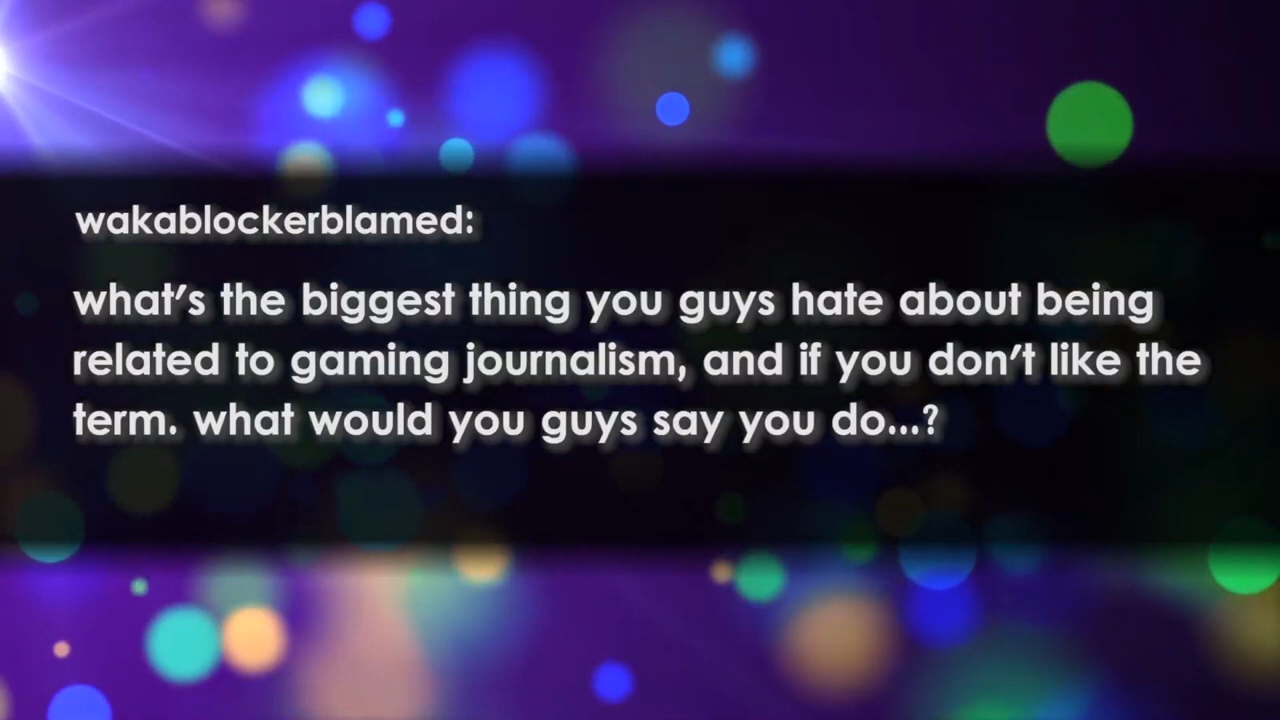 wakablockerblamed:
what's the biggest thing you guys hate about being
related to gaming journalism, and if you don't like the
term. what would you guys say you do...?